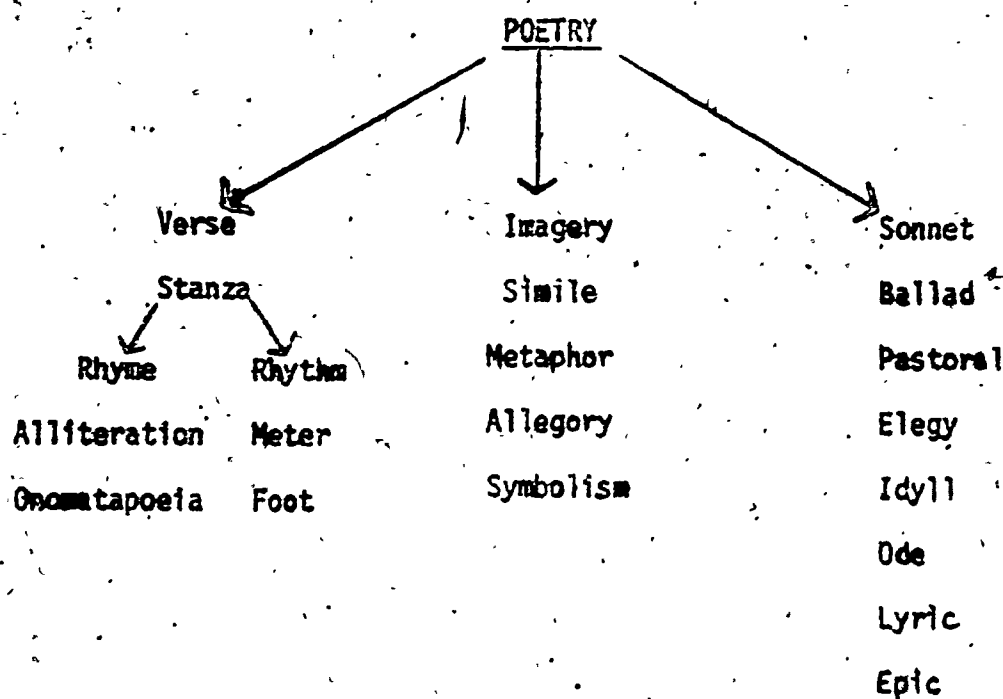 POETRY
Verse Imagery Sonnet
Stanza Simile Ballad
Rhyme Rhythm Metaphor Pastoral
Alliteration Meter Allegory Elegy
Onomatapoeia Foot Symbolism Idyll
Ode
Lyric
Epic